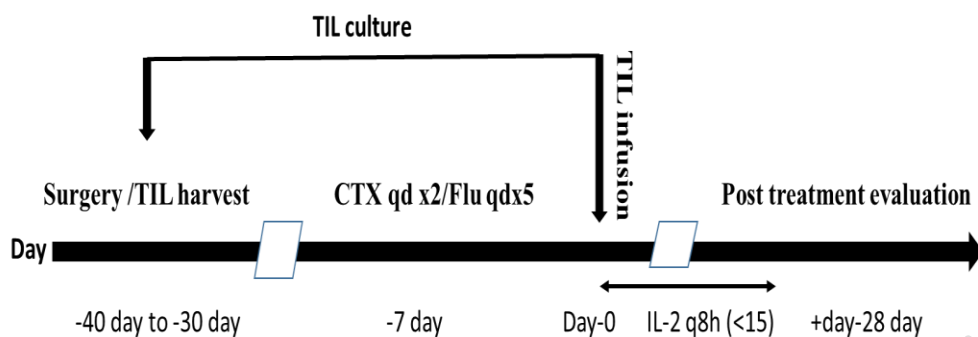 TIL culture
TIL infusion
Surgery /TIL harvest
CTX qd x2/Flu qdx5
Post treatment evaluation
Day
-40 day to -30 day
-7 day
Day-0
IL-2 q8h (<15)
+day-28 day